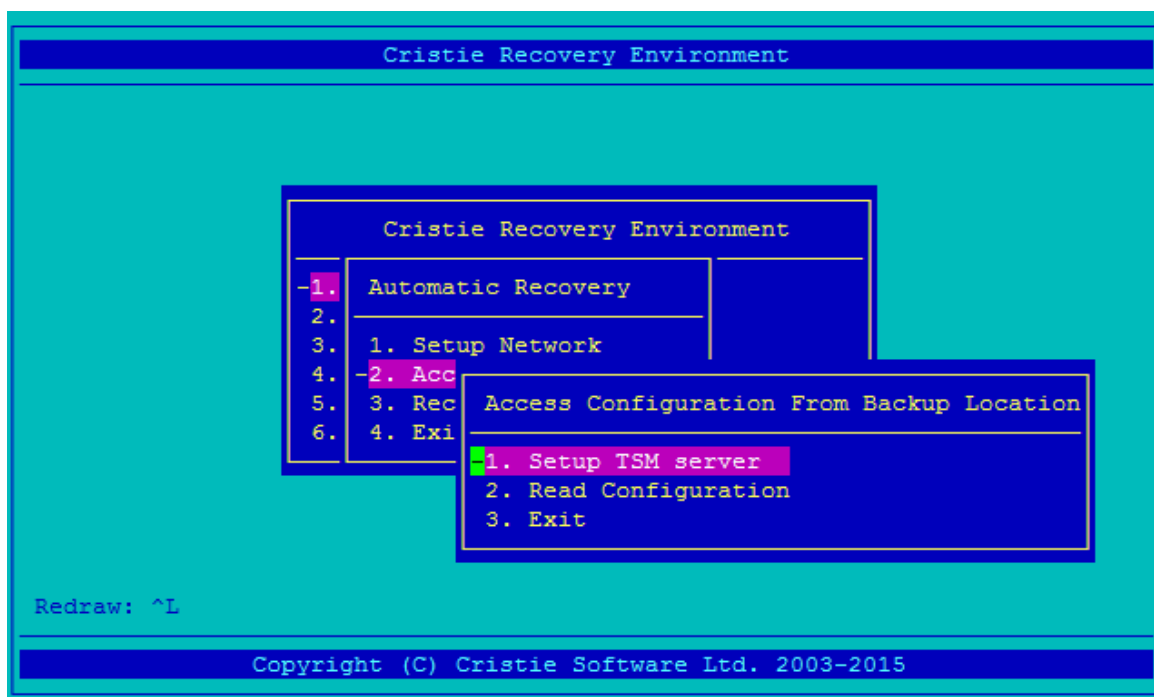 Cristie Recovery Environment
Cristie Recovery Environment
-1.
Automatic Recovery
2.
3.
1. Setup Network
4.
-2. Acc
5.
3. Rec
6.
4. Exi
Access Configuration From Backup Location
-1. Setup TSM server
2. Read Configuration
3. Exit
Redraw: ^L
Copyright (C) Cristie Software Ltd. 2003-2015